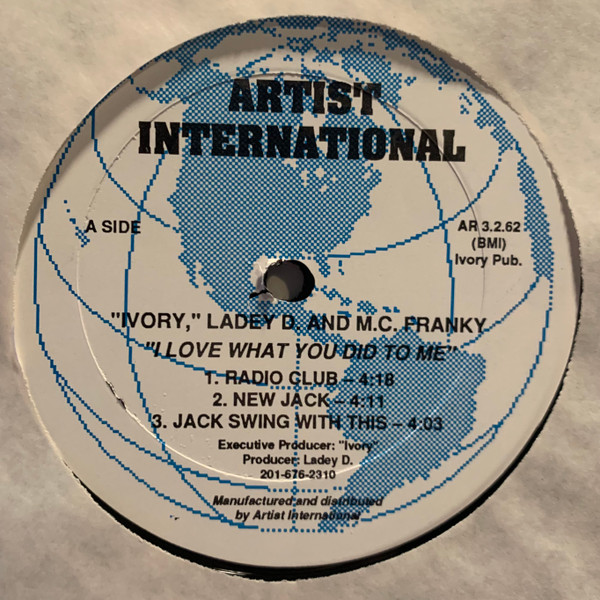 ARTIST
INTERNATIONAL
A SIDE
AR 3.2.62
(BMI)
Ivory Pub.
"IVORY," LADEY D. AND M.C. FRANKY
"I LOVE WHAT YOU DID TO ME"
1. RADIO CLUB – 4:18
2. NEW JACK – 4:11
3. JACK SWING WITH THIS – 4:03
Executive Producer: "Ivory"
Producer: Ladey D.
201-676-2310
Manufactured and distributed
by Artist International